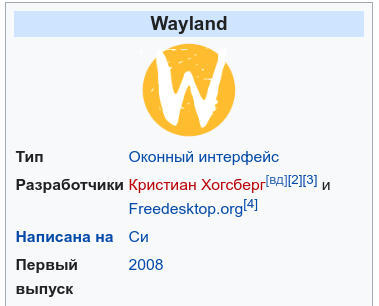 Wayland
W
Тип Оконный интерфейс
Разработчики Кристиан Хогсберг[вд][2][3] и
Freedesktop.org[4]
Написана на Си
Первый 2008
выпуск